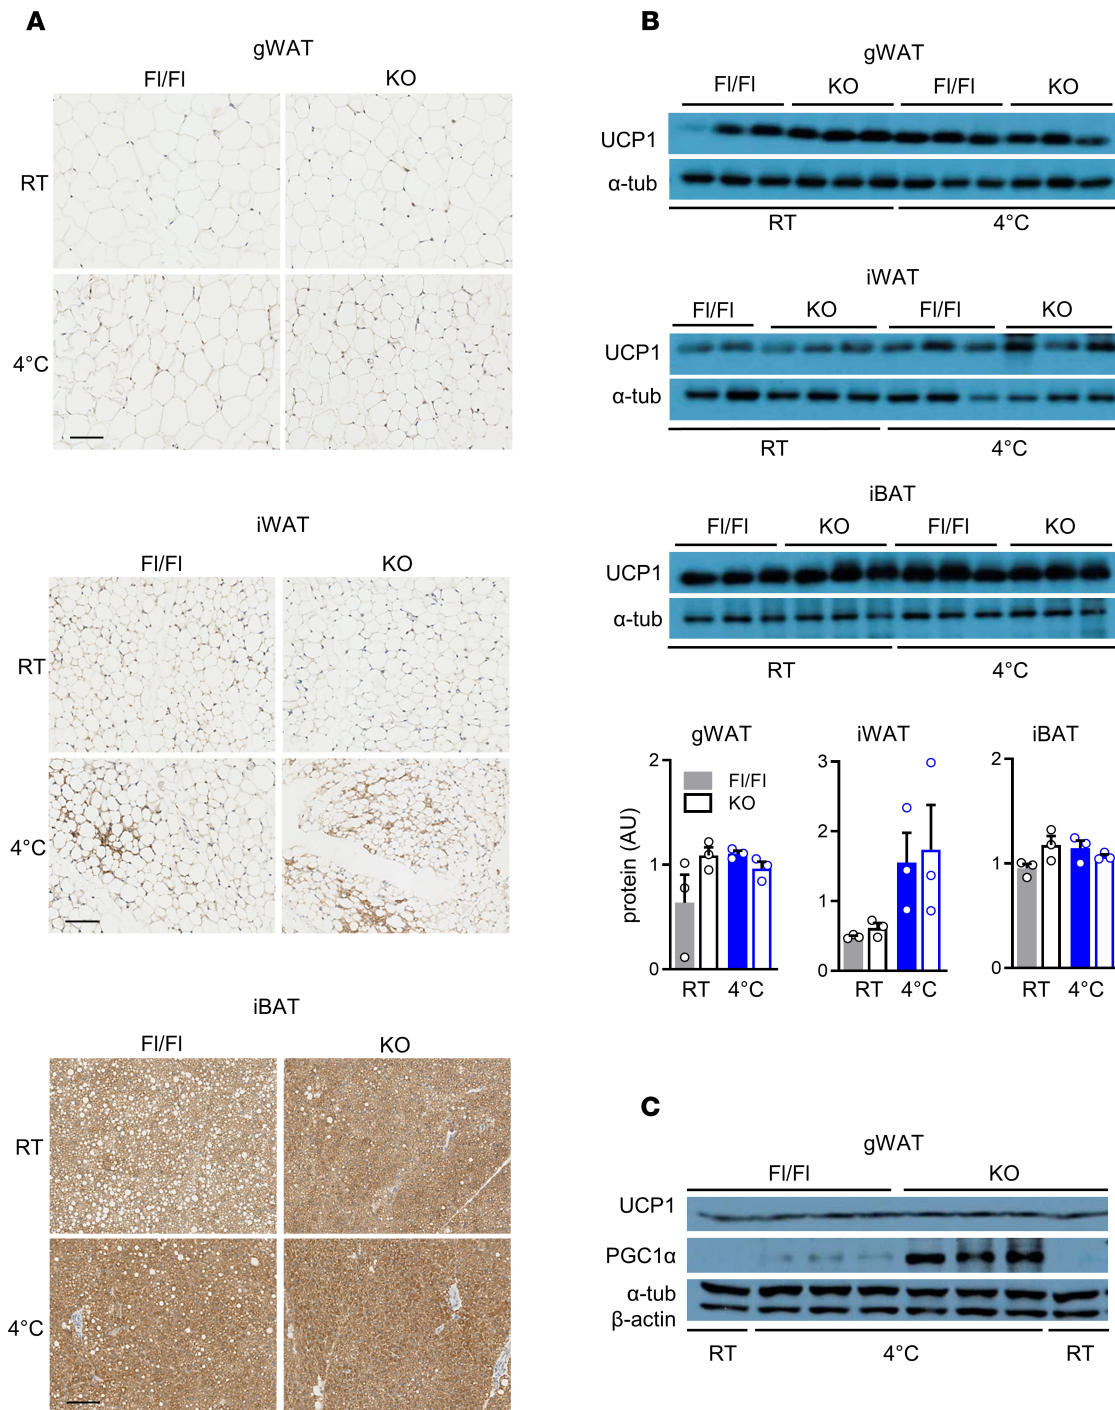 A
gWAT
Fl/Fl KO
RT
4°C
iWAT
Fl/Fl KO
RT
4°C
iBAT
Fl/Fl KO
RT
4°C
B
gWAT
Fl/Fl KO Fl/Fl KO
UCP1
α-tub
RT 4°C
iWAT
Fl/Fl KO Fl/Fl KO
UCP1
α-tub
RT 4°C
iBAT
Fl/Fl KO Fl/Fl KO
UCP1
α-tub
RT 4°C
gWAT
protein (AU)
2
1
0
Fl/Fl
KO
RT 4°C
iWAT
3
2
1
0
RT 4°C
iBAT
2
1
0
RT 4°C
C
gWAT
Fl/Fl KO
UCP1
PGC1α
α-tub
β-actin
RT 4°C RT